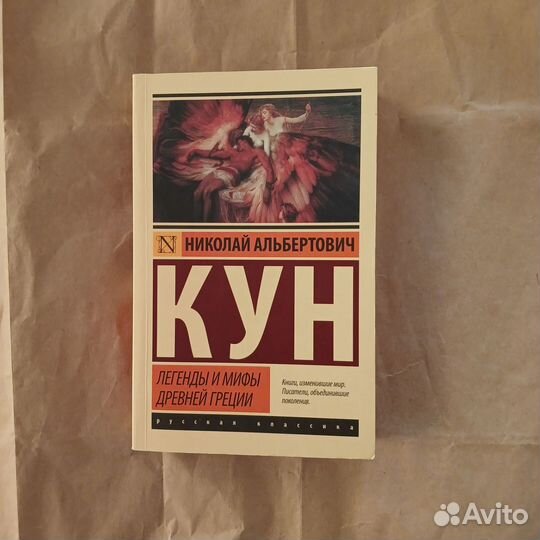 N
НИКОЛАЙ АЛЬБЕРТОВИЧ
КУН
ЛЕГЕНДЫ И МИФЫ
ДРЕВНЕЙ ГРЕЦИИ
Книги, изменившие мир.
Писатели, объединившие
поколения.
русская классика
Avito